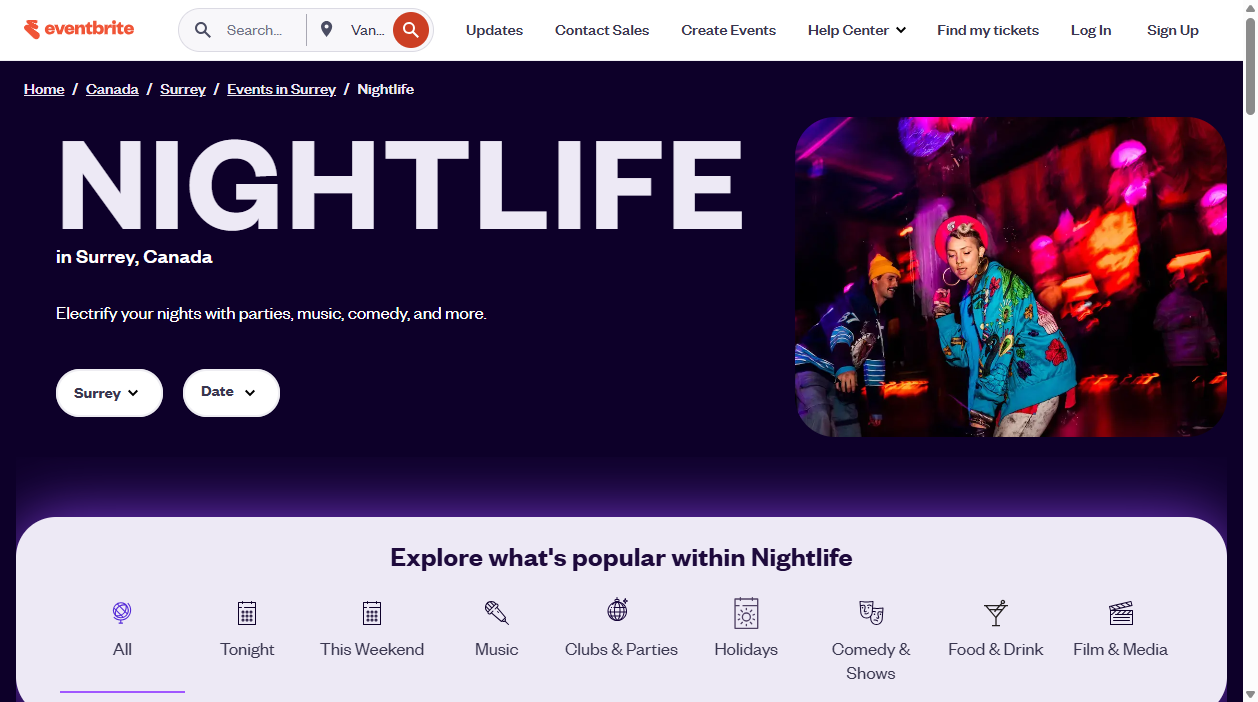 eventbrite
Search...
Van...
Updates
Contact Sales
Create Events
Help Center
Find my tickets
Log In
Sign Up
Home / Canada / Surrey / Events in Surrey / Nightlife
NIGHTLIFE
in Surrey, Canada
Electrify your nights with parties, music, comedy, and more.
Surrey
Date
Explore what's popular within Nightlife
All
Tonight
This Weekend
Music
Clubs & Parties
Holidays
Comedy &
Shows
Food & Drink
Film & Media